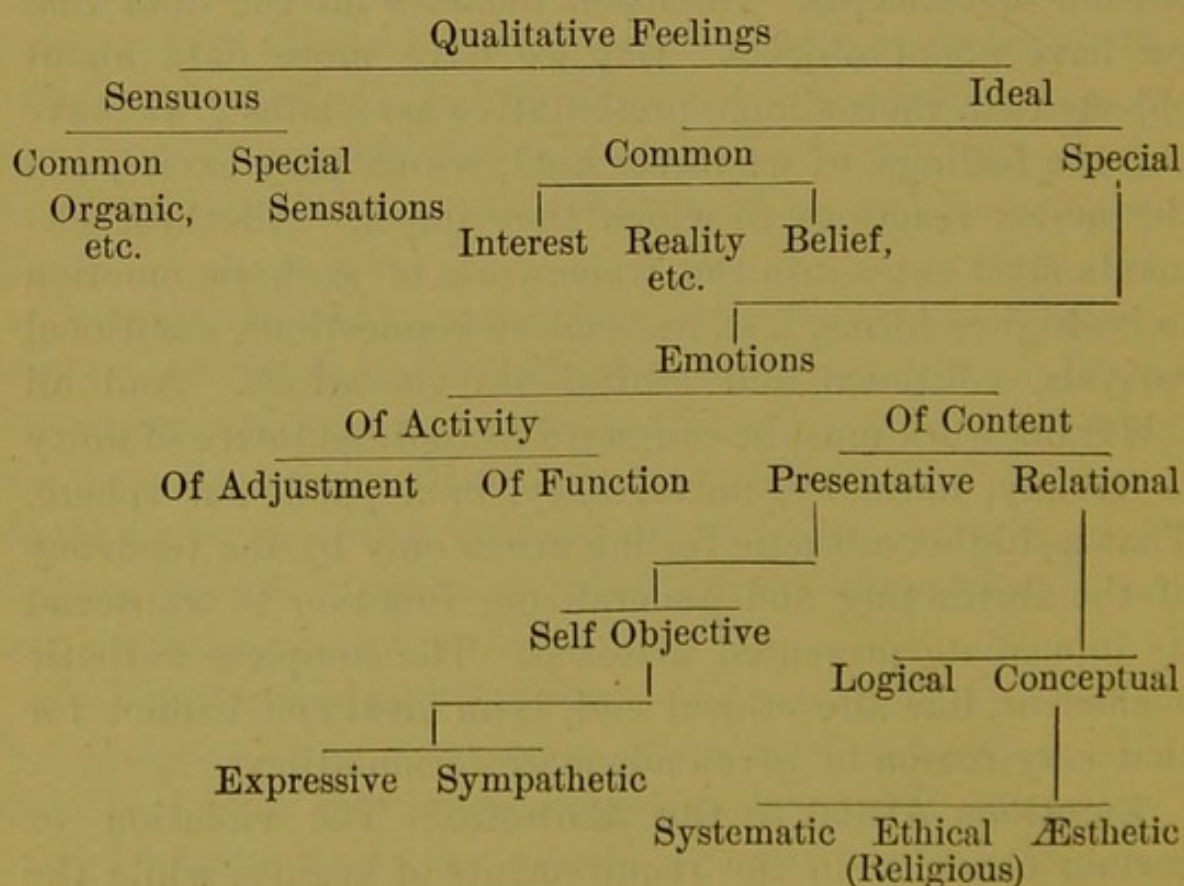 Qualitative Feelings
Sensuous Ideal
Common Special Common Special
Organic, Sensations
etc.
Interest Reality Belief,
etc.
Emotions
Of Activity Of Content
Of Adjustment Of Function Presentative Relational
Self Objective
Logical Conceptual
Expressive Sympathetic
Systematic Ethical Æsthetic
(Religious)